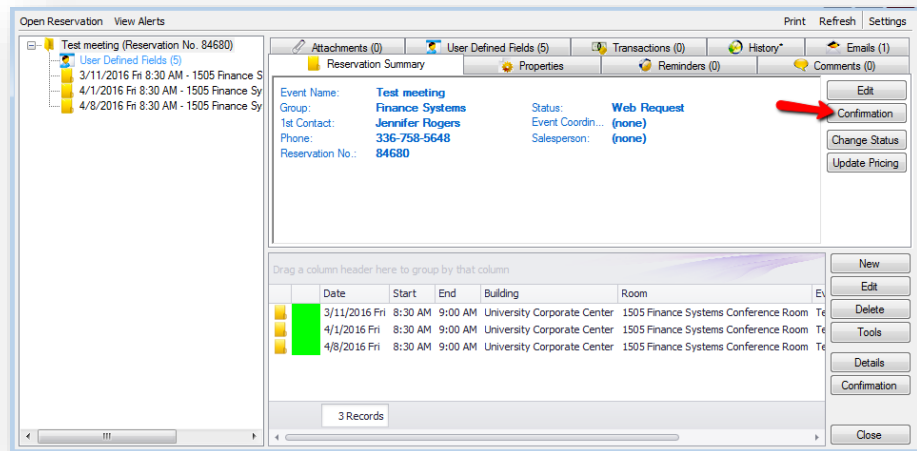 Open Reservation View Alerts Print Refresh Settings
Test meeting (Reservation No. 84680)
User Defined Fields (5)
3/11/2016 Fri 8:30 AM - 1505 Finance S
4/1/2016 Fri 8:30 AM - 1505 Finance Sy
4/8/2016 Fri 8:30 AM - 1505 Finance Sy
Attachments (0) User Defined Fields (5) Transactions (0) History* Emails (1)
Reservation Summary Properties Reminders (0) Comments (0)
Event Name: Test meeting
Group: Finance Systems Status: Web Request
1st Contact: Jennifer Rogers Event Coordin... (none)
Phone: 336-758-5648 Salesperson: (none)
Reservation No.: 84680
Edit
Confirmation
Change Status
Update Pricing
Drag a column header here to group by that column
Date Start End Building Room Ev
3/11/2016 Fri 8:30 AM 9:00 AM University Corporate Center 1505 Finance Systems Conference Room Te
4/1/2016 Fri 8:30 AM 9:00 AM University Corporate Center 1505 Finance Systems Conference Room Te
4/8/2016 Fri 8:30 AM 9:00 AM University Corporate Center 1505 Finance Systems Conference Room Te
3 Records
New
Edit
Delete
Tools
Details
Confirmation
Close